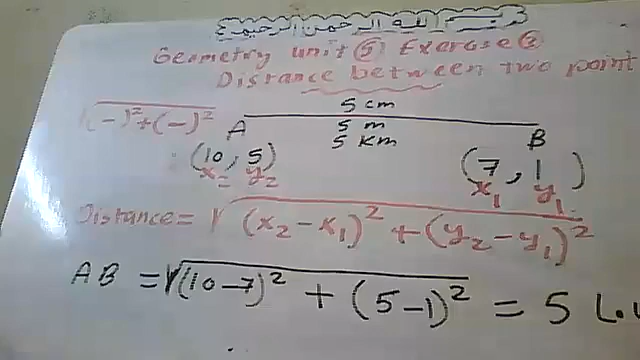 بسم الله الرحمن الرحيم
Geometry unit ⑤ Exercise ②
Distance between two point
√(-)²+(-)²
5 cm
A 5 m B
5 Km
(10, 5) (7, 1)
x₂ y₂ x₁ y₁
Distance = √(x₂-x₁)² + (y₂-y₁)²
AB = √(10-7)² + (5-1)² = 5